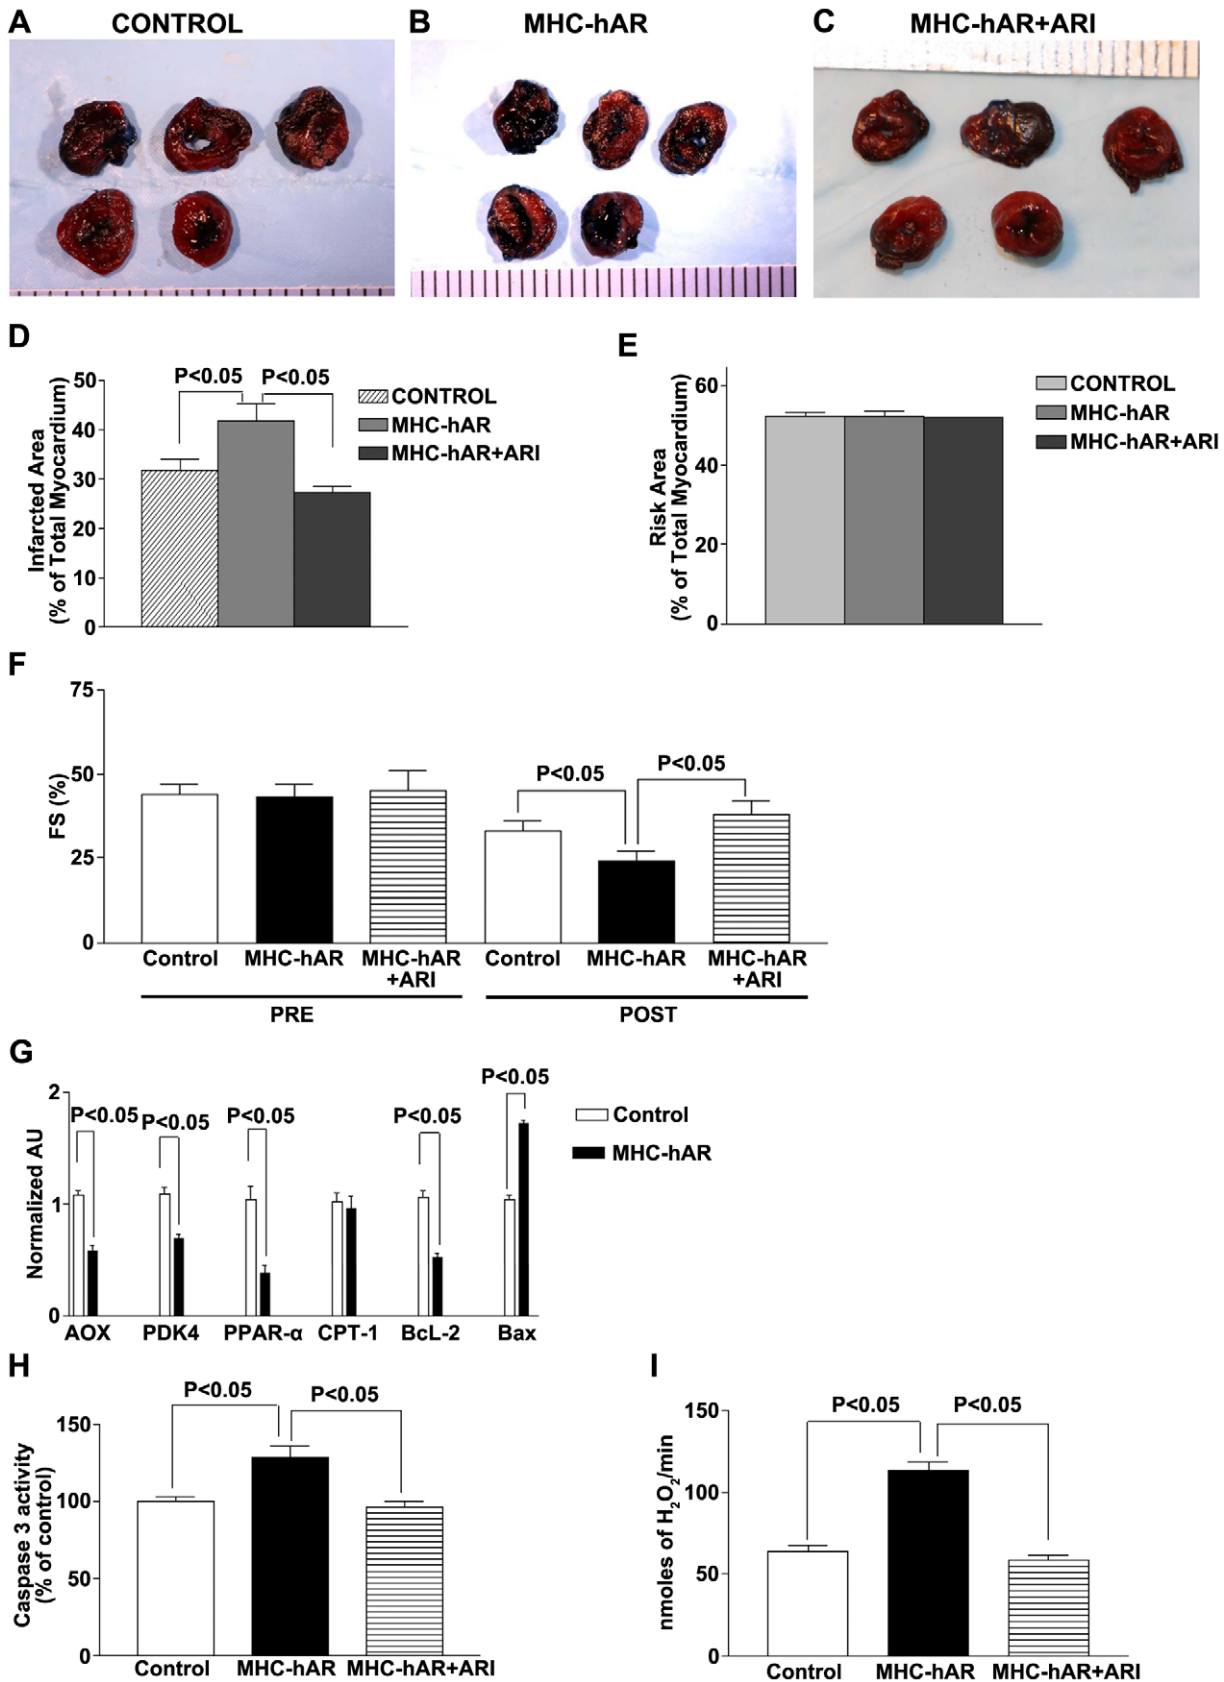 A CONTROL
B MHC-hAR
C MHC-hAR+ARI
D
Infarcted Area
(% of Total Myocardium)
50
40
30
20
10
0
P<0.05 P<0.05
CONTROL
MHC-hAR
MHC-hAR+ARI
E
Risk Area
(% of Total Myocardium)
60
40
20
0
CONTROL
MHC-hAR
MHC-hAR+ARI
F
FS (%)
75
50
25
0
P<0.05 P<0.05
Control MHC-hAR MHC-hAR Control MHC-hAR MHC-hAR
+ARI +ARI
PRE POST
G
Normalized AU
2
1
0
P<0.05 P<0.05 P<0.05 P<0.05 P<0.05
Control
MHC-hAR
AOX PDK4 PPAR-α CPT-1 BcL-2 Bax
H
Caspase 3 activity
(% of control)
150
100
50
0
P<0.05 P<0.05
Control MHC-hAR MHC-hAR+ARI
I
nmoles of H₂O₂/min
150
100
50
0
P<0.05 P<0.05
Control MHC-hAR MHC-hAR+ARI